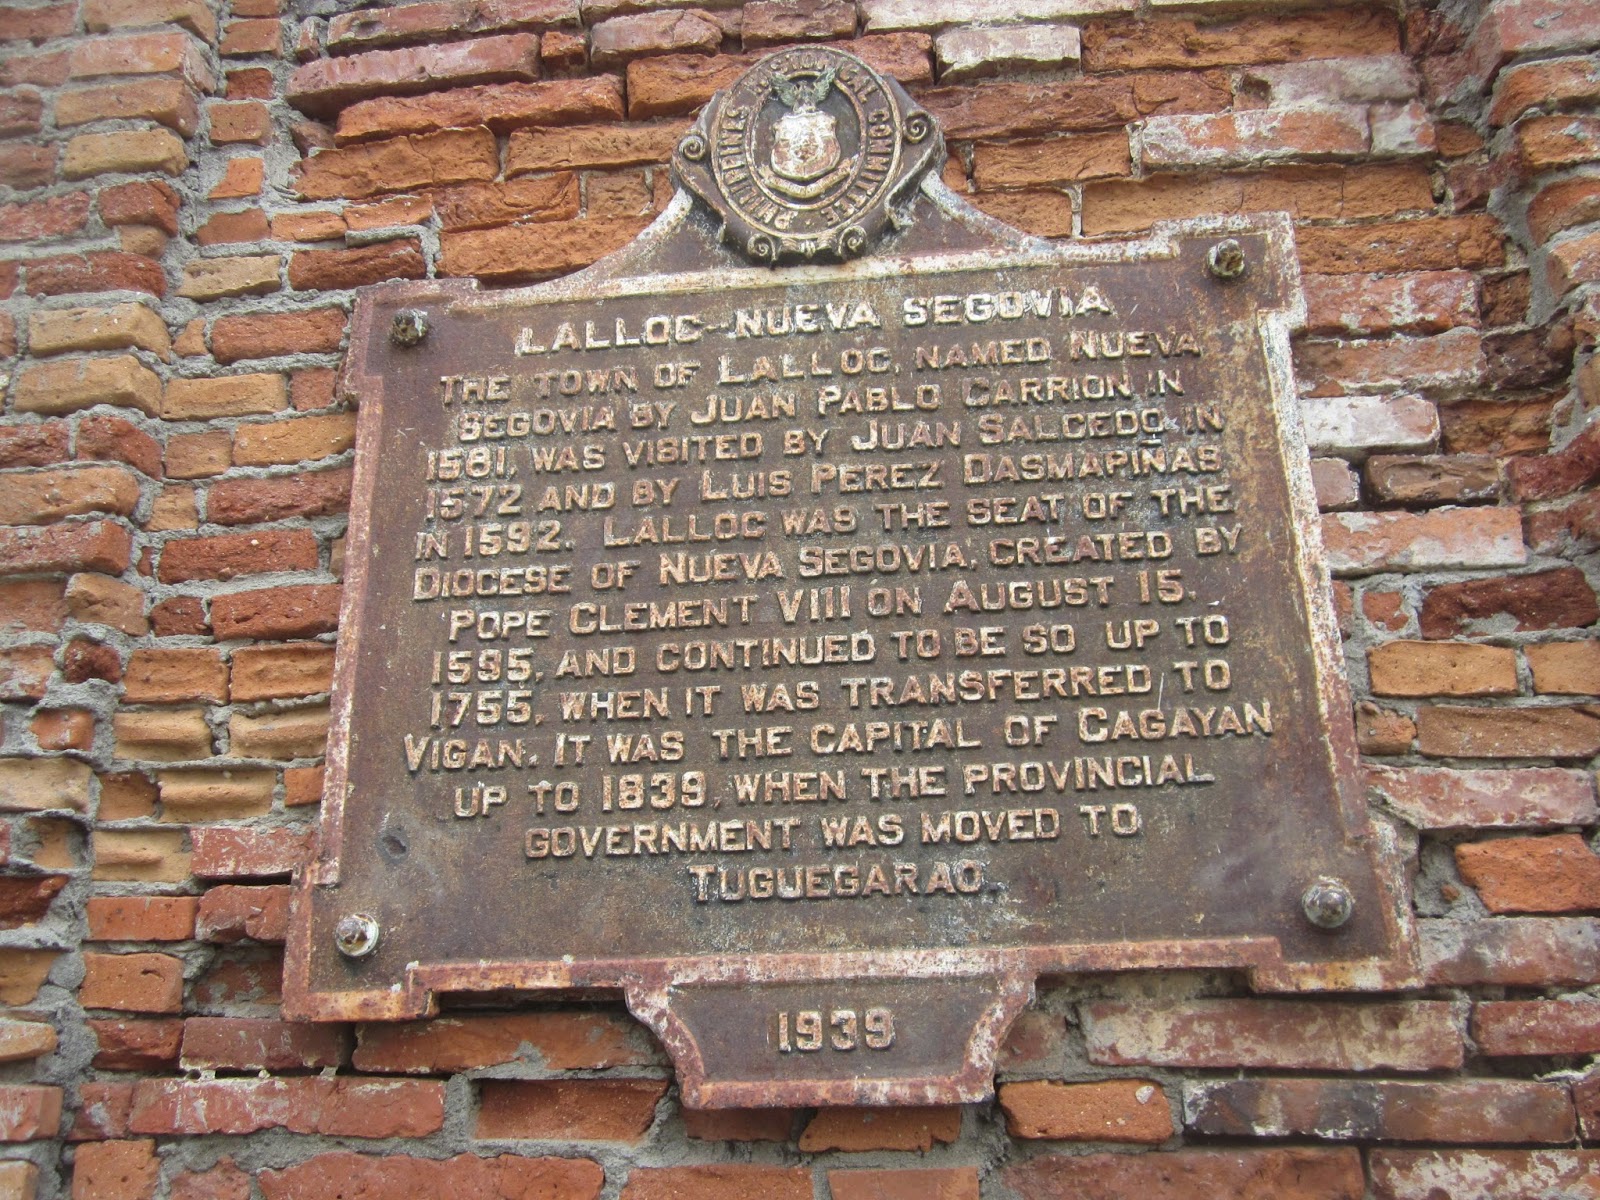 PHILIPPINES HISTORICAL COMMITTEE
LALLOC–NUEVA SEGOVIA
THE TOWN OF LALLOC, NAMED NUEVA
SEGOVIA BY JUAN PABLO CARRION IN
1581, WAS VISITED BY JUAN SALCEDO IN
1572 AND BY LUIS PEREZ DASMAPIÑAS
IN 1592. LALLOC WAS THE SEAT OF THE
DIOCESE OF NUEVA SEGOVIA, CREATED BY
POPE CLEMENT VIII ON AUGUST 15,
1595, AND CONTINUED TO BE SO UP TO
1755, WHEN IT WAS TRANSFERRED TO
VIGAN. IT WAS THE CAPITAL OF CAGAYAN
UP TO 1839, WHEN THE PROVINCIAL
GOVERNMENT WAS MOVED TO
TUGUEGARAO.
1939